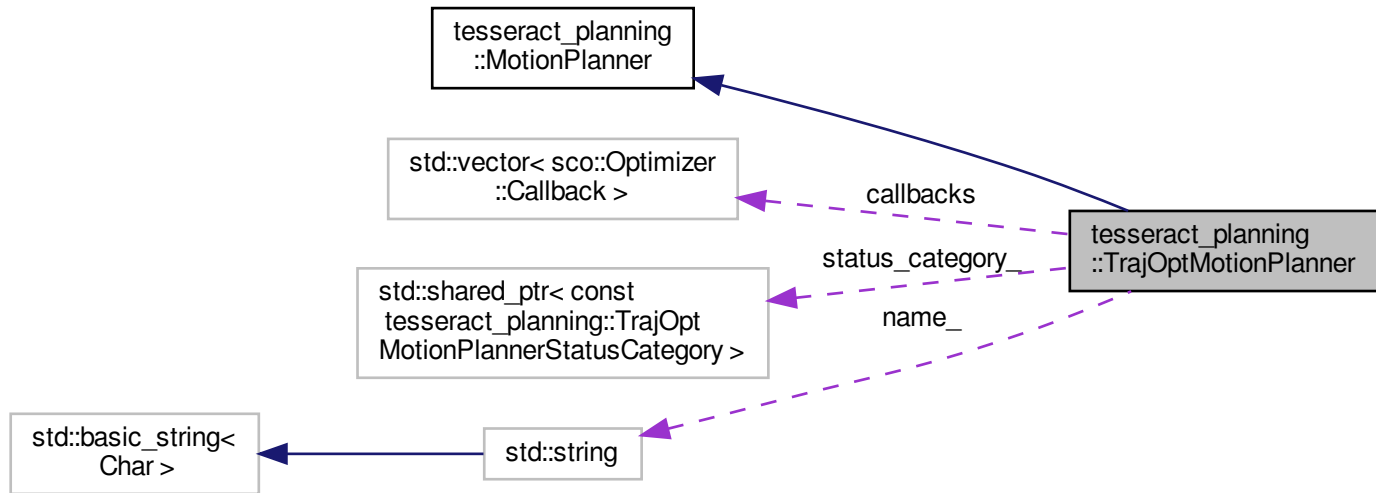 tesseract_planning
::MotionPlanner
std::vector< sco::Optimizer
::Callback >
callbacks
tesseract_planning
::TrajOptMotionPlanner
status_category_
std::shared_ptr< const
tesseract_planning::TrajOpt
MotionPlannerStatusCategory >
name_
std::basic_string<
Char >
std::string